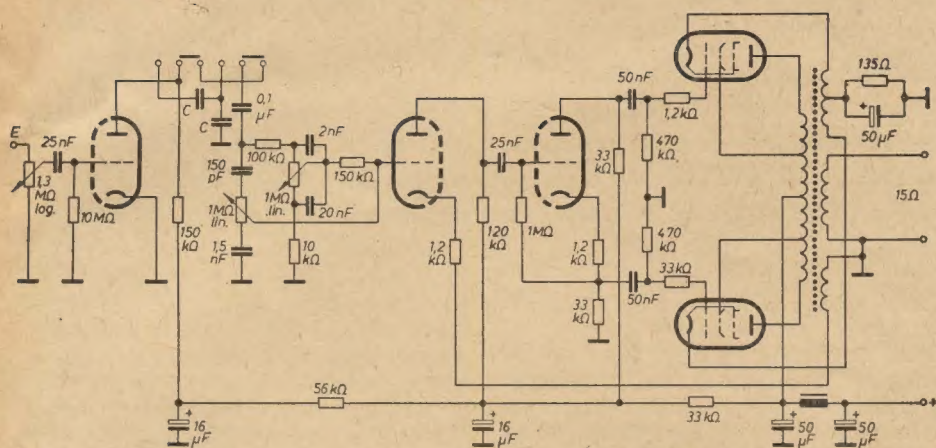 E
25nF
1,3
MΩ
log.
10MΩ
C
C
0,1
μF
150
kΩ
100kΩ
2nF
150
pF
1MΩ
lin.
1,5
nF
1MΩ
lin.
20nF
10
kΩ
150kΩ
1,2
kΩ
120
kΩ
25nF
1MΩ
1,2
kΩ
33
kΩ
33
kΩ
50nF
50nF
470
kΩ
470
kΩ
1,2kΩ
33kΩ
135Ω
+
50μF
15Ω
56kΩ
33kΩ
+
+
16
μF
+
16
μF
+
50
μF
+
50
μF